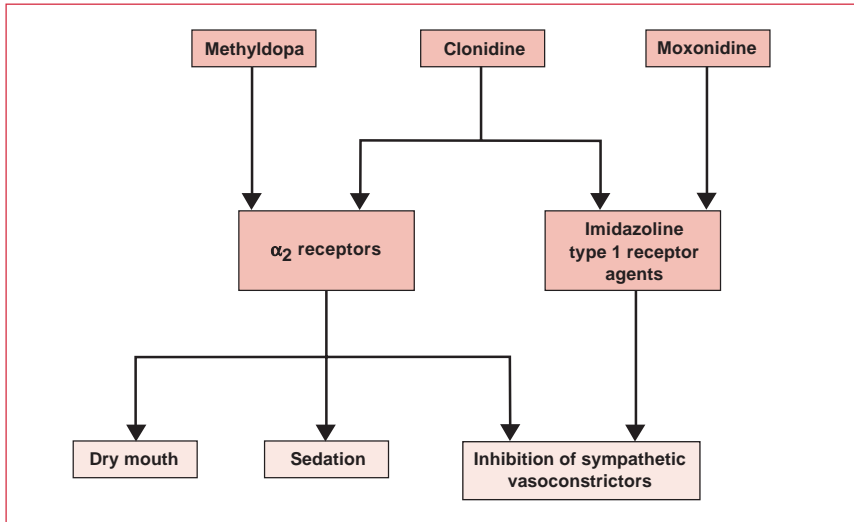 Methyldopa
Clonidine
Moxonidine
α2 receptors
Imidazoline
type 1 receptor
agents
Dry mouth
Sedation
Inhibition of sympathetic
vasoconstrictors